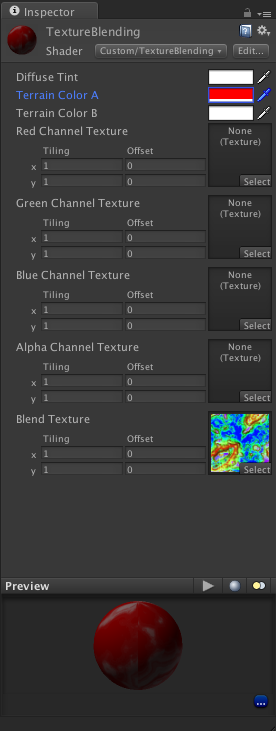 Inspector
TextureBlending
Shader Custom/TextureBlending Edit...
Diffuse Tint
Terrain Color A
Terrain Color B
Red Channel Texture None
(Texture)
Tiling Offset
x 1 0
y 1 0 Select
Green Channel Texture None
(Texture)
Tiling Offset
x 1 0
y 1 0 Select
Blue Channel Texture None
(Texture)
Tiling Offset
x 1 0
y 1 0 Select
Alpha Channel Texture None
(Texture)
Tiling Offset
x 1 0
y 1 0 Select
Blend Texture
Tiling Offset
x 1 0
y 1 0 Select
Preview
...